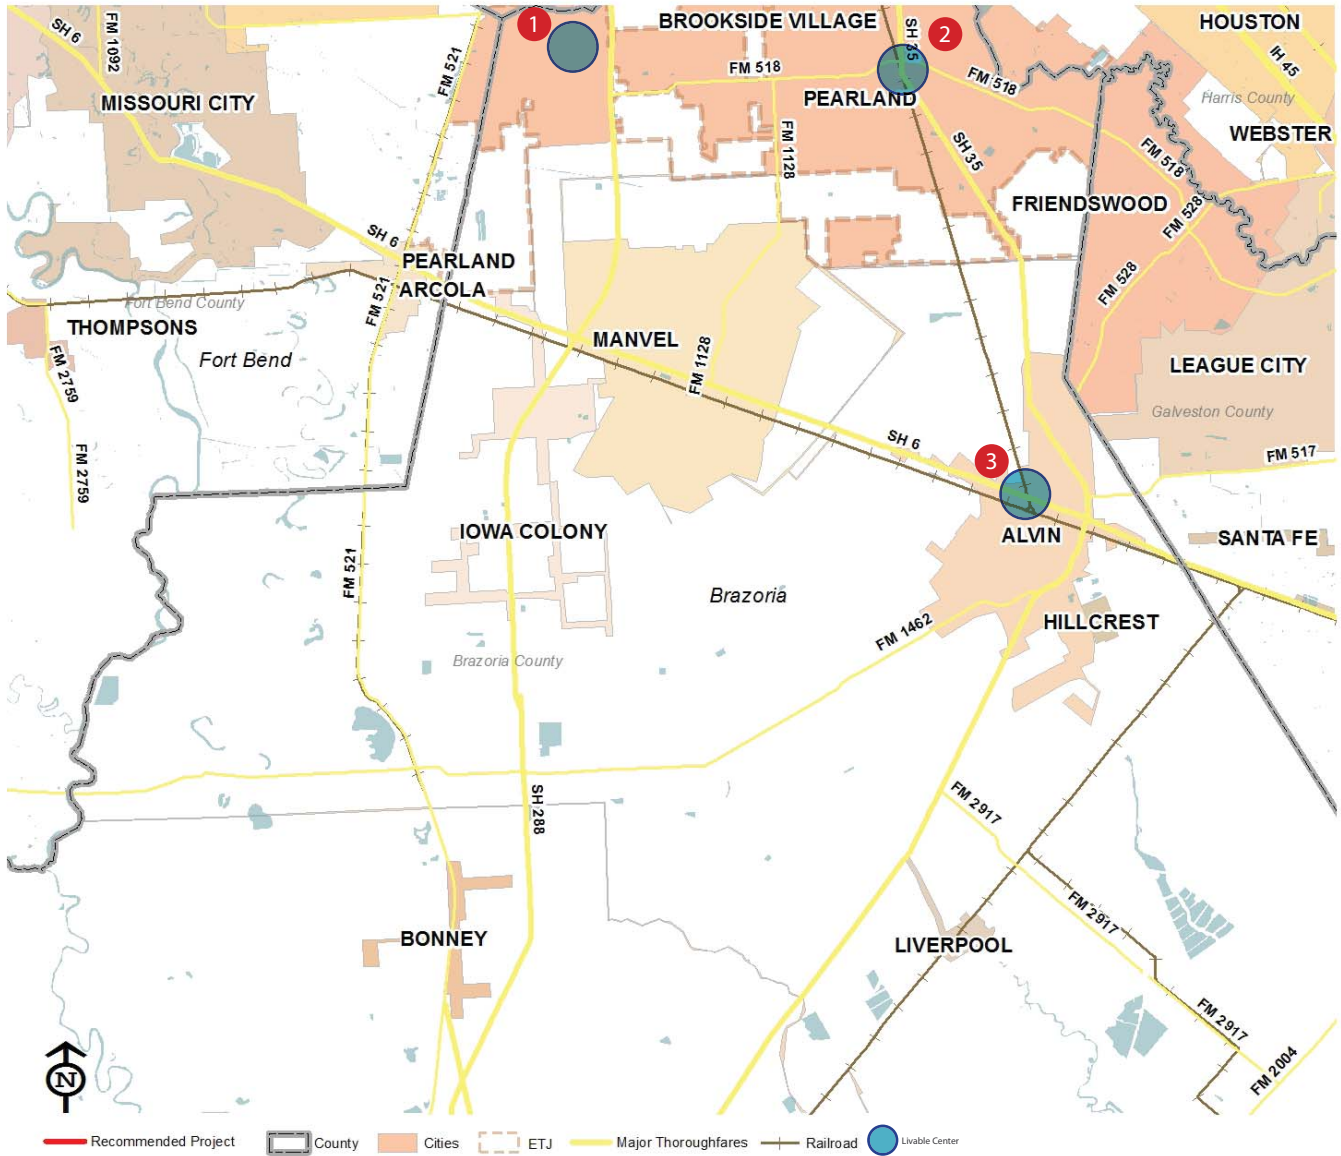 SH 6
FM 1092
FM 521
1
BROOKSIDE VILLAGE
SH 35
2
HOUSTON
IH 45
MISSOURI CITY
FM 518
PEARLAND
FM 518
Harris County
WEBSTER
FM 1128
SH 35
FM 518
FRIENDSWOOD
FM 528
SH 6
PEARLAND
ARCOLA
FM 521
Fort Bend County
THOMPSONS
Fort Bend
FM 528
MANVEL
FM 1128
FM 2759
LEAGUE CITY
Galveston County
SH 6
3
FM 517
FM 2759
IOWA COLONY
ALVIN
SANTA FE
FM 521
Brazoria
HILLCREST
FM 1462
Brazoria County
SH 288
FM 2917
FM 2917
BONNEY
LIVERPOOL
FM 2917
FM 2004
N
Recommended Project
County
Cities
ETJ
Major Thoroughfares
Railroad
Livable Center